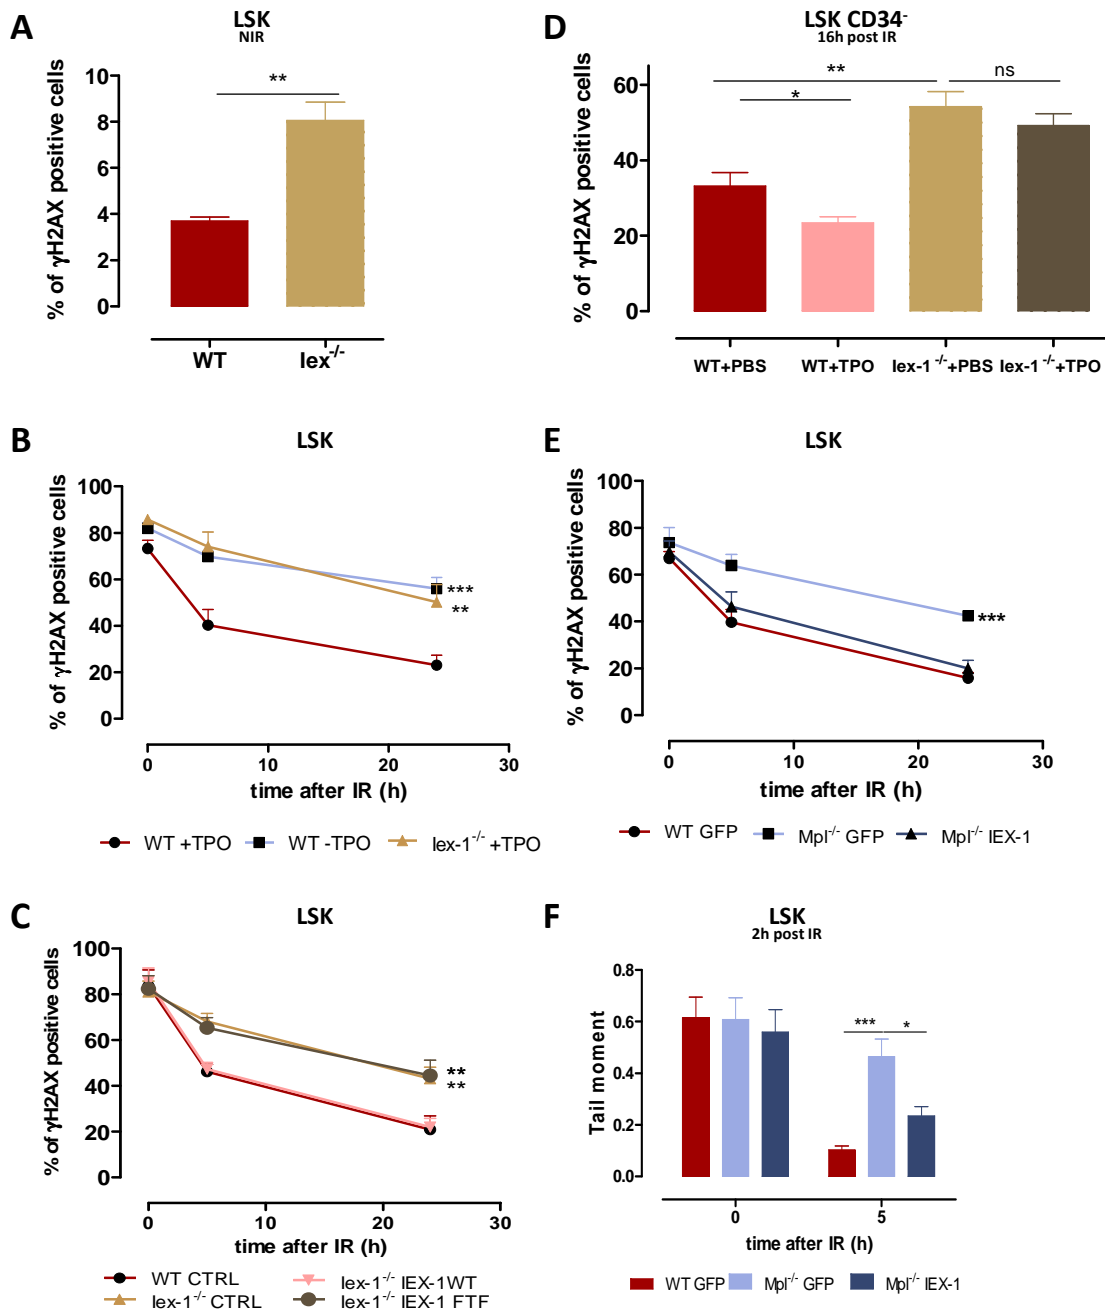 A
LSK
NIR
% of γH2AX positive cells
10
8
6
4
2
0
**
WT
Iex-/-
D
LSK CD34-
16h post IR
% of γH2AX positive cells
60
40
20
0
**
*
ns
WT+PBS
WT+TPO
Iex-1 -/-+PBS
Iex-1 -/-+TPO
B
LSK
% of γH2AX positive cells
100
80
60
40
20
0
***
**
0
10
20
30
time after IR (h)
WT +TPO
WT -TPO
Iex-1-/- +TPO
E
LSK
% of γH2AX positive cells
100
80
60
40
20
0
***
0
10
20
30
time after IR (h)
WT GFP
Mpl-/- GFP
Mpl-/- IEX-1
C
LSK
% of γH2AX positive cells
100
80
60
40
20
0
**
**
0
10
20
30
time after IR (h)
WT CTRL
Iex-1-/- IEX-1WT
Iex-1-/- CTRL
Iex-1-/- IEX-1 FTF
F
LSK
2h post IR
Tail moment
0.8
0.6
0.4
0.2
0.0
***
*
0
5
time after IR (h)
WT GFP
Mpl-/- GFP
Mpl-/- IEX-1